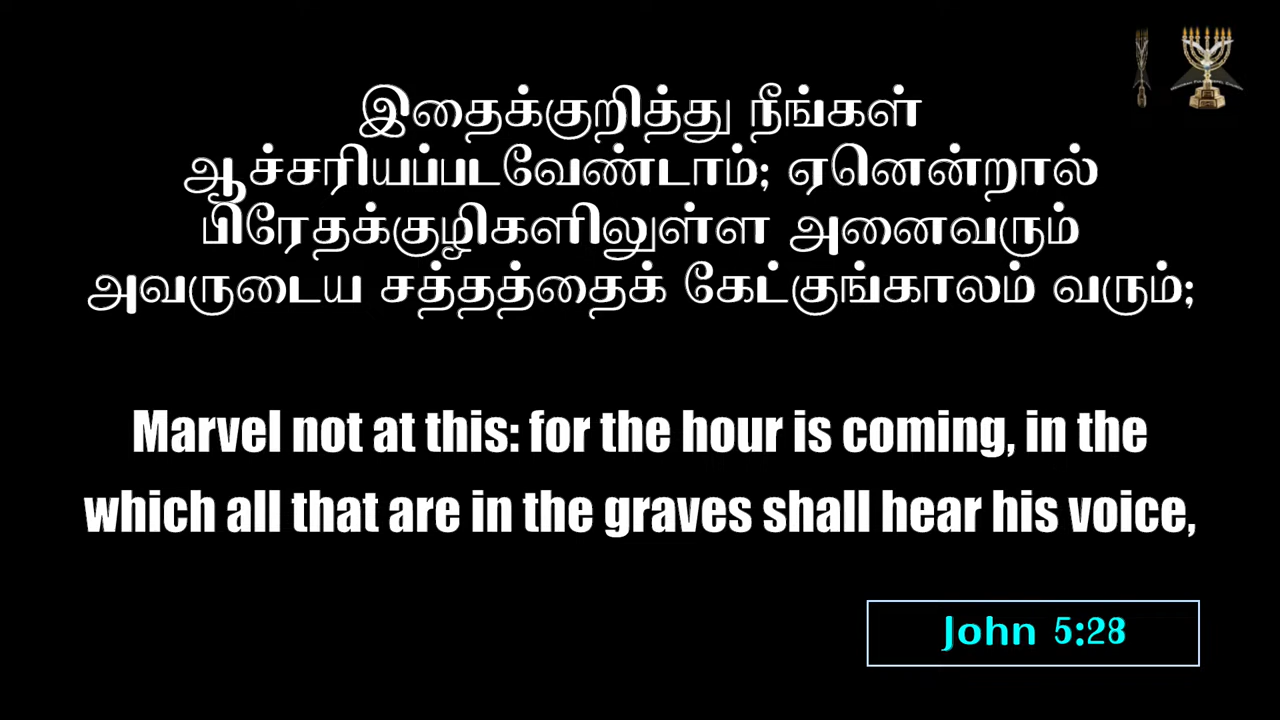 இதைக்குறித்து நீங்கள்
ஆச்சரியப்படவேண்டாம்; ஏனென்றால்
பிரேதக்குழிகளிலுள்ள அனைவரும்
அவருடைய சத்தத்தைக் கேட்குங்காலம் வரும்;
Marvel not at this: for the hour is coming, in the
which all that are in the graves shall hear his voice,
John 5:28